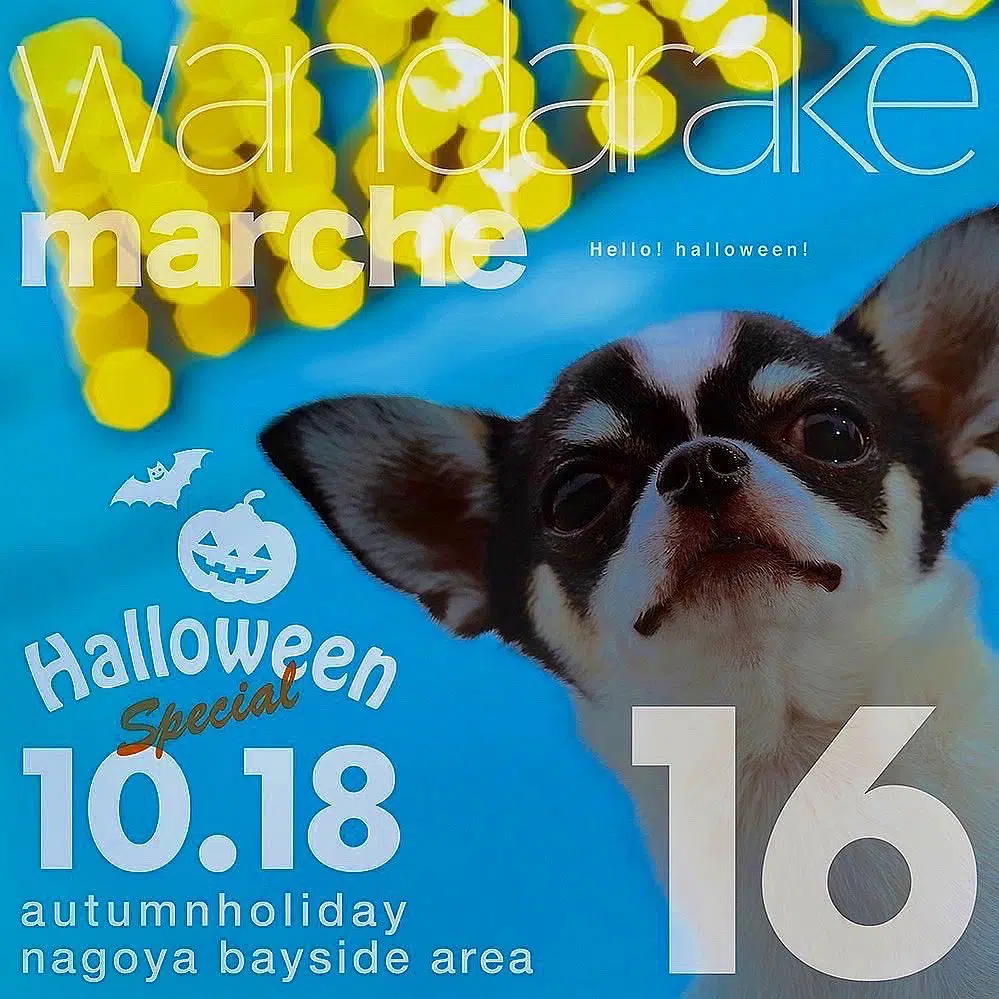 wandarake
marche
Hello! halloween!
Halloween
Special
10.18
16
autumnholiday
nagoya bayside area